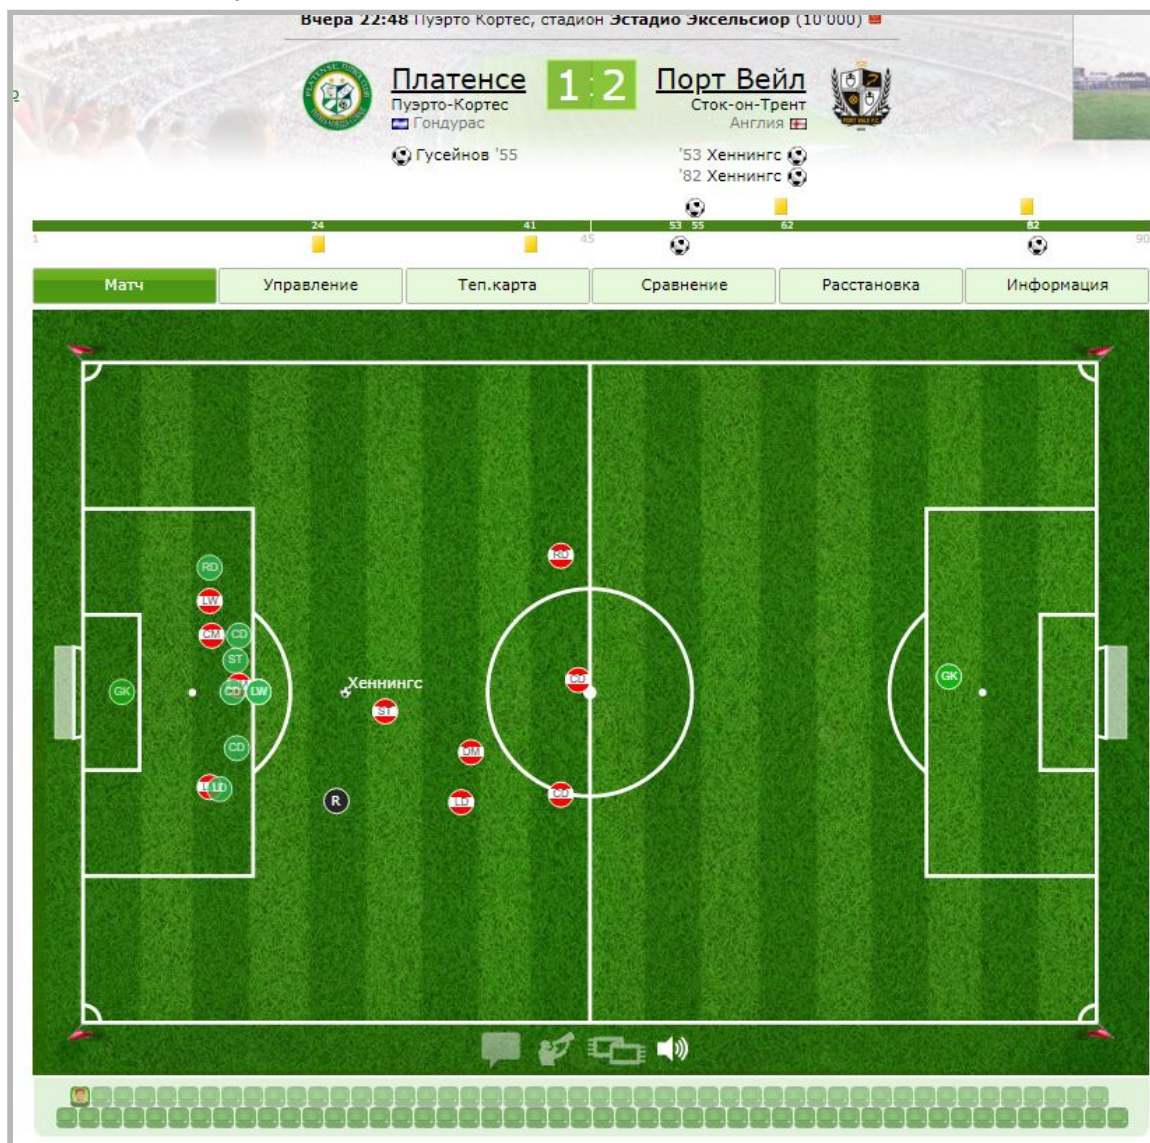 Вчера 22:48 Пуэрто Кортес, стадион Эстадио Эксельсиор (10'000)
Платенсе 1:2 Порт Вейл
Пуэрто-Кортес Сток-он-Трент
Гондурас Англия
Гусейнов '55 '53 Хеннингс
'82 Хеннингс
24 41 53 55 62 82
1 45 90
Матч Управление Теп.карта Сравнение Расстановка Информация
RD
RD
LW
CM CD
ST
GK
CD
Хеннингс
GK CD LW
ST
CD DM
LD
R LD CD